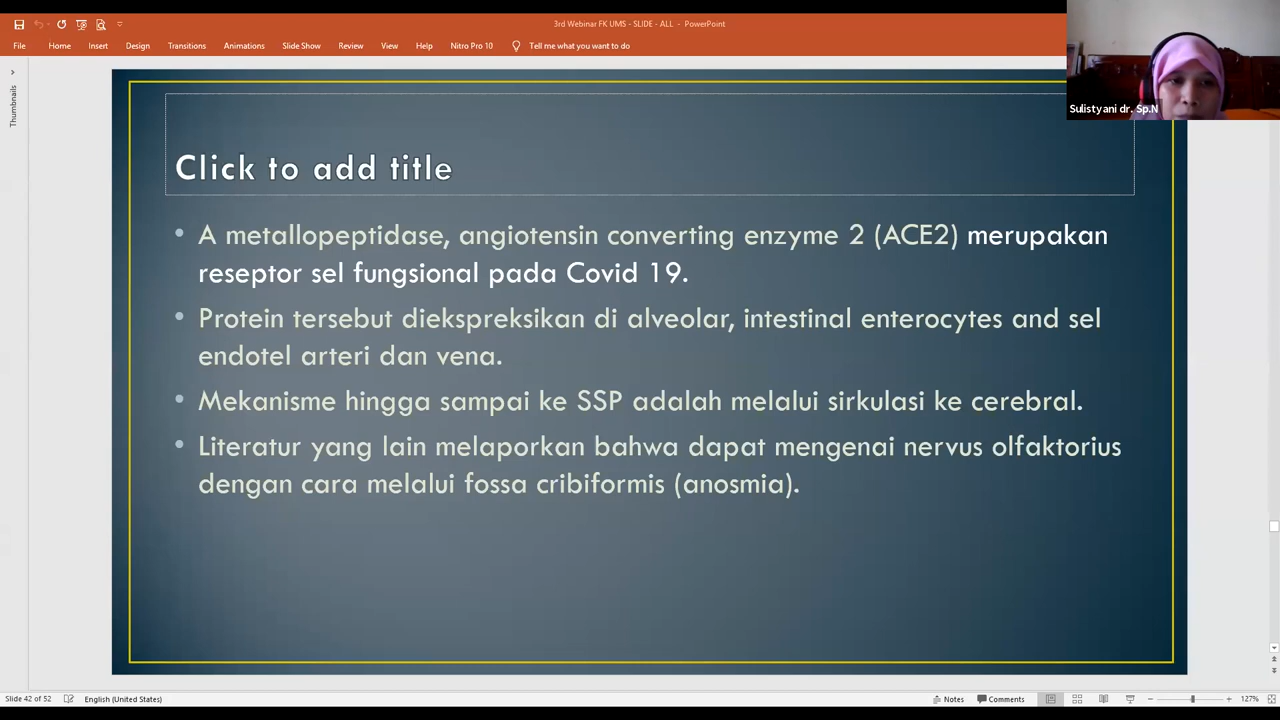 3rd Webinar FK UMS - SLIDE - ALL - PowerPoint
File Home Insert Design Transitions Animations Slide Show Review View Help Nitro Pro 10 Tell me what you want to do
Sulistyani dr. Sp.N
Thumbnails
Click to add title
• A metallopeptidase, angiotensin converting enzyme 2 (ACE2) merupakan
reseptor sel fungsional pada Covid 19.
• Protein tersebut diekspreksikan di alveolar, intestinal enterocytes and sel
endotel arteri dan vena.
• Mekanisme hingga sampai ke SSP adalah melalui sirkulasi ke cerebral.
• Literatur yang lain melaporkan bahwa dapat mengenai nervus olfaktorius
dengan cara melalui fossa cribiformis (anosmia).
Slide 42 of 52 English (United States) Notes Comments 127%